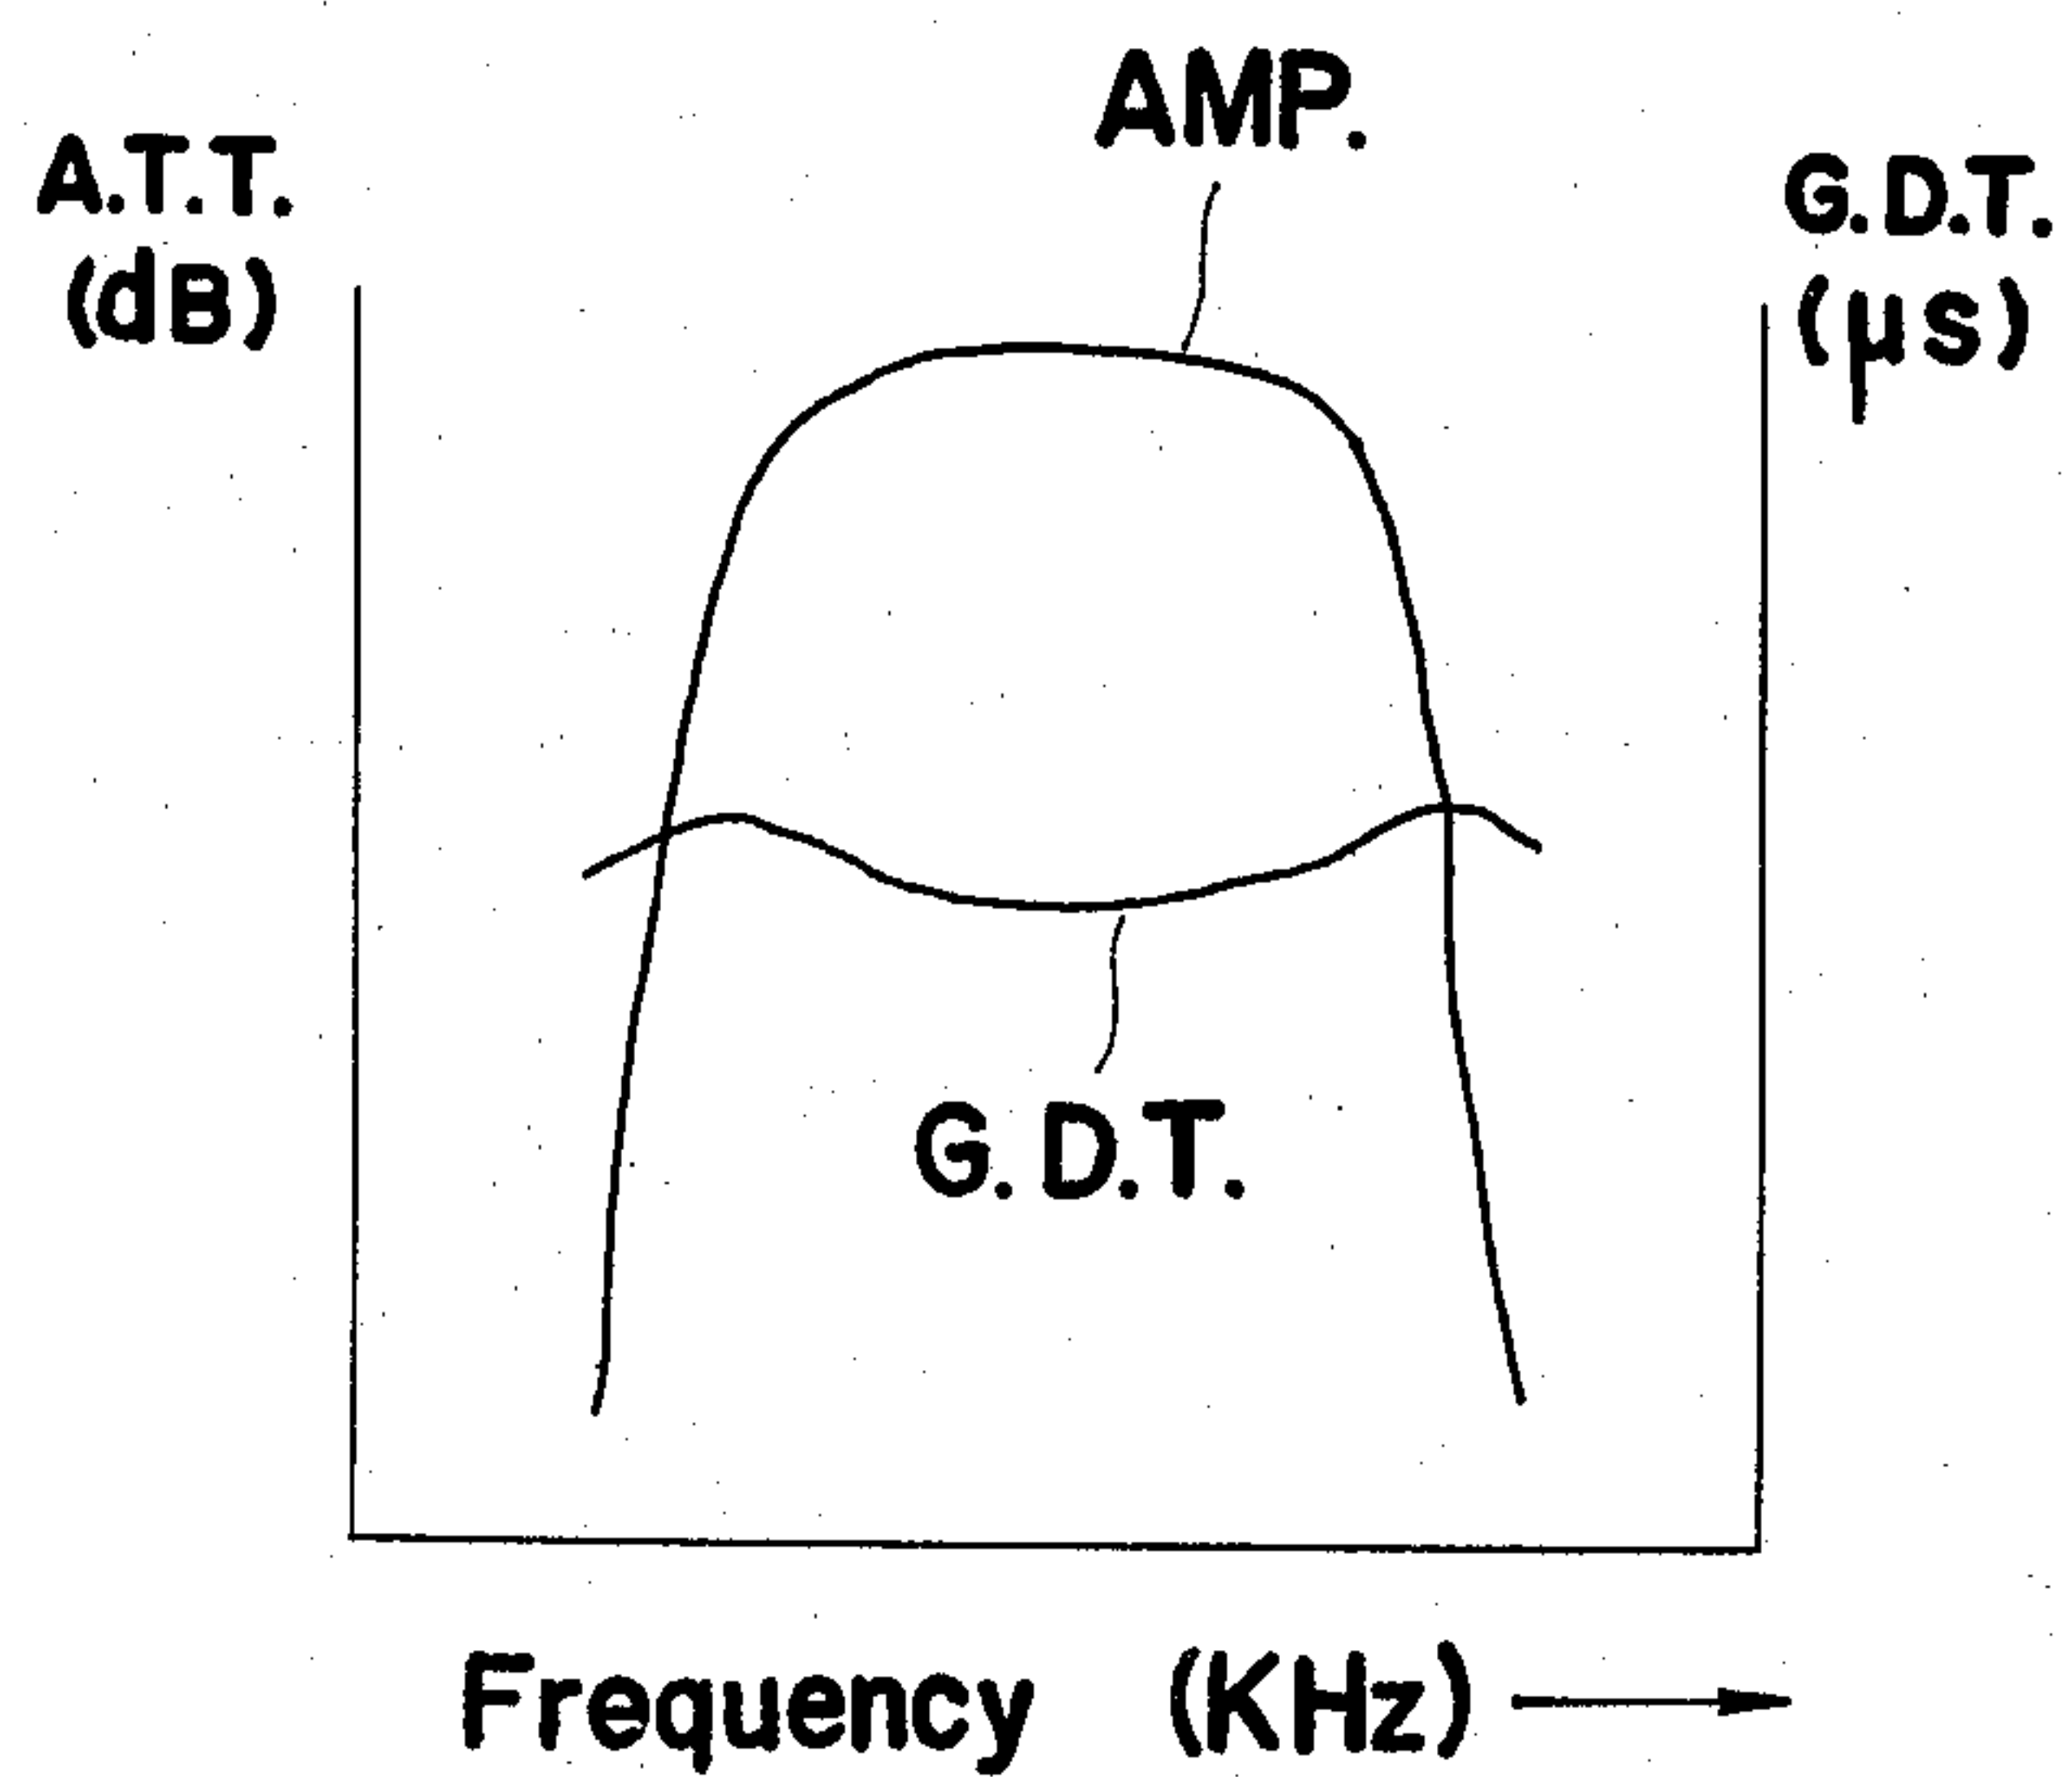 AMP.
A.T.T.
(dB)
G.D.T.
(μs)
G.D.T.
Frequency (KHz)